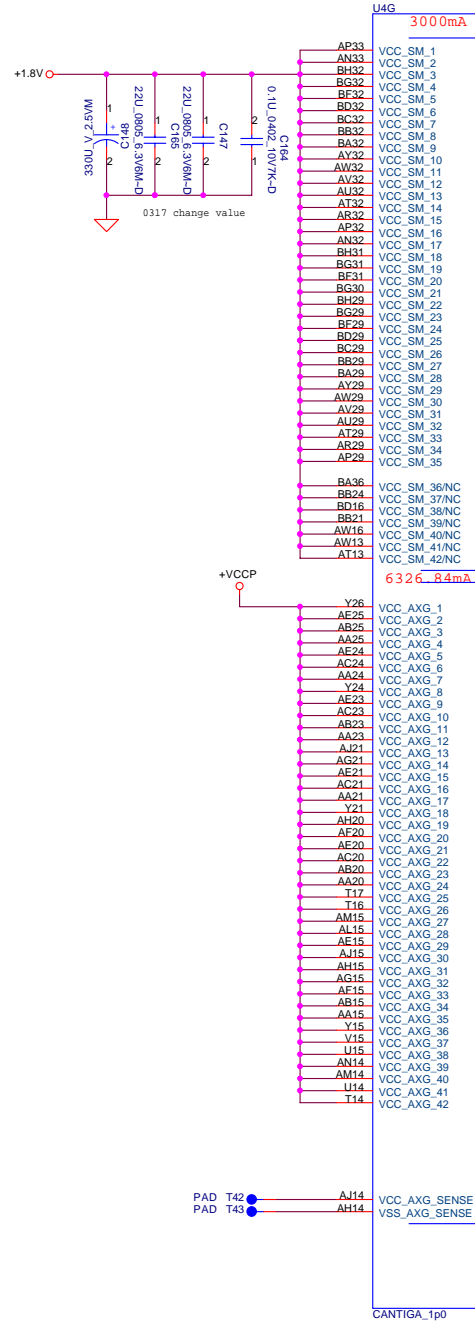 U4G
3000mA
+1.8V
330U_V_2.5VM
C148
1
2
22U_0805_6.3V6M~D
C165
1
2
22U_0805_6.3V6M~D
C147
1
2
0.1U_0402_10V7K~D
C164
2
1
0317 change value
AP33 VCC_SM_1
AN33 VCC_SM_2
BH32 VCC_SM_3
BG32 VCC_SM_4
BF32 VCC_SM_5
BD32 VCC_SM_6
BC32 VCC_SM_7
BB32 VCC_SM_8
BA32 VCC_SM_9
AY32 VCC_SM_10
AW32 VCC_SM_11
AV32 VCC_SM_12
AU32 VCC_SM_13
AT32 VCC_SM_14
AR32 VCC_SM_15
AP32 VCC_SM_16
AN32 VCC_SM_17
BH31 VCC_SM_18
BG31 VCC_SM_19
BF31 VCC_SM_20
BG30 VCC_SM_21
BH29 VCC_SM_22
BG29 VCC_SM_23
BF29 VCC_SM_24
BD29 VCC_SM_25
BC29 VCC_SM_26
BB29 VCC_SM_27
BA29 VCC_SM_28
AY29 VCC_SM_29
AW29 VCC_SM_30
AV29 VCC_SM_31
AU29 VCC_SM_32
AT29 VCC_SM_33
AR29 VCC_SM_34
AP29 VCC_SM_35
BA36 VCC_SM_36/NC
BB24 VCC_SM_37/NC
BD16 VCC_SM_38/NC
BB21 VCC_SM_39/NC
AW16 VCC_SM_40/NC
AW13 VCC_SM_41/NC
AT13 VCC_SM_42/NC
+VCCP
6326.84mA
Y26 VCC_AXG_1
AE25 VCC_AXG_2
AB25 VCC_AXG_3
AA25 VCC_AXG_4
AE24 VCC_AXG_5
AC24 VCC_AXG_6
AA24 VCC_AXG_7
Y24 VCC_AXG_8
AE23 VCC_AXG_9
AC23 VCC_AXG_10
AB23 VCC_AXG_11
AA23 VCC_AXG_12
AJ21 VCC_AXG_13
AG21 VCC_AXG_14
AE21 VCC_AXG_15
AC21 VCC_AXG_16
AA21 VCC_AXG_17
Y21 VCC_AXG_18
AH20 VCC_AXG_19
AF20 VCC_AXG_20
AE20 VCC_AXG_21
AC20 VCC_AXG_22
AB20 VCC_AXG_23
AA20 VCC_AXG_24
T17 VCC_AXG_25
T16 VCC_AXG_26
AM15 VCC_AXG_27
AL15 VCC_AXG_28
AE15 VCC_AXG_29
AJ15 VCC_AXG_30
AH15 VCC_AXG_31
AG15 VCC_AXG_32
AF15 VCC_AXG_33
AB15 VCC_AXG_34
AA15 VCC_AXG_35
Y15 VCC_AXG_36
V15 VCC_AXG_37
U15 VCC_AXG_38
AN14 VCC_AXG_39
AM14 VCC_AXG_40
U14 VCC_AXG_41
T14 VCC_AXG_42
PAD T42 AJ14 VCC_AXG_SENSE
PAD T43 AH14 VSS_AXG_SENSE
CANTIGA_1p0